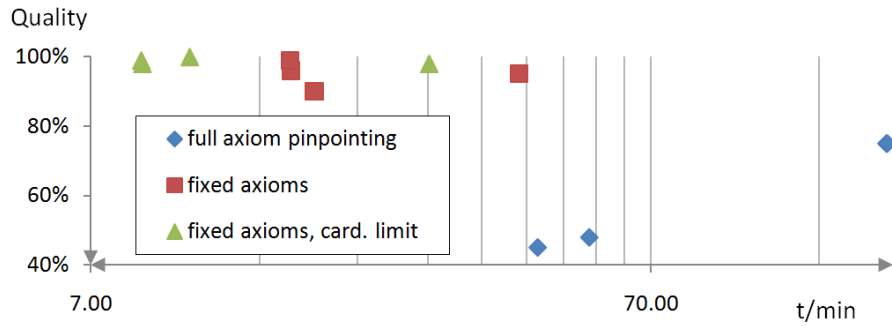 Quality
100%
80%
60%
40%
full axiom pinpointing
fixed axioms
fixed axioms, card. limit
7.00
70.00
t/min